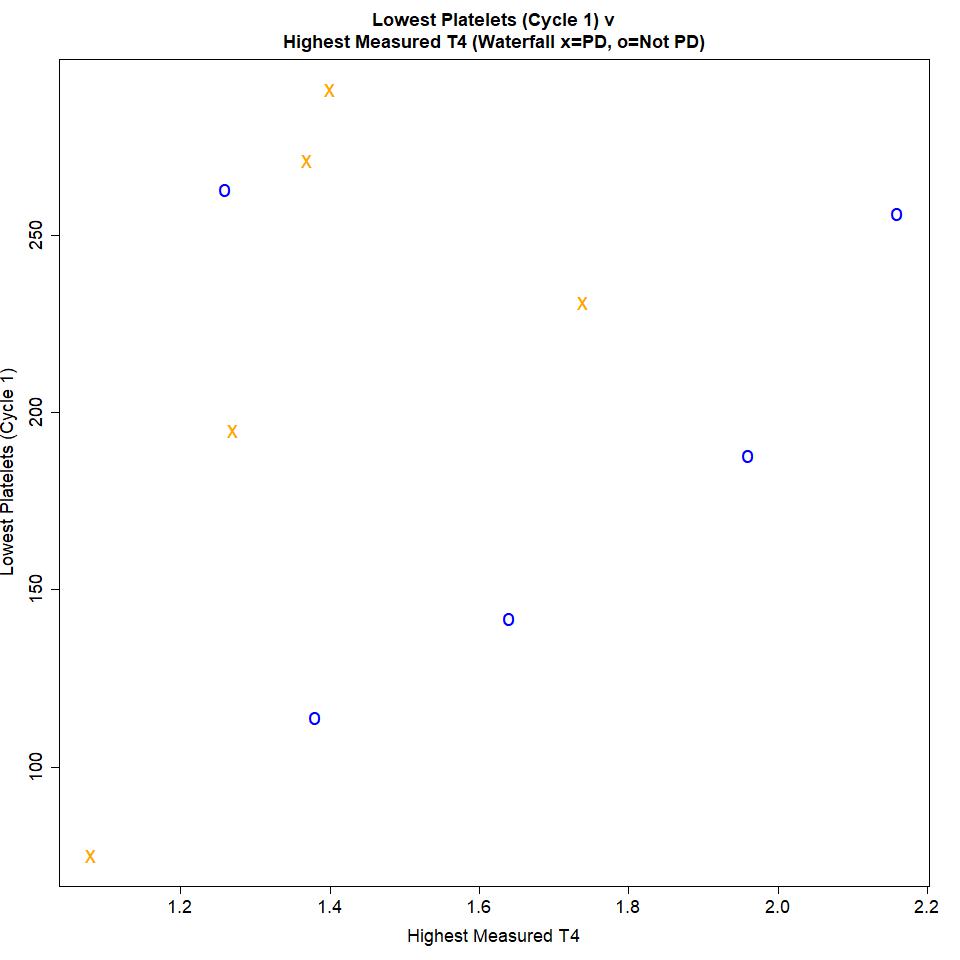 Lowest Platelets (Cycle 1) v
Highest Measured T4 (Waterfall x=PD, o=Not PD)
Lowest Platelets (Cycle 1)
250
200
150
100
X
X
O
O
X
X
O
O
O
X
1.2
1.4
1.6
1.8
2.0
2.2
Highest Measured T4